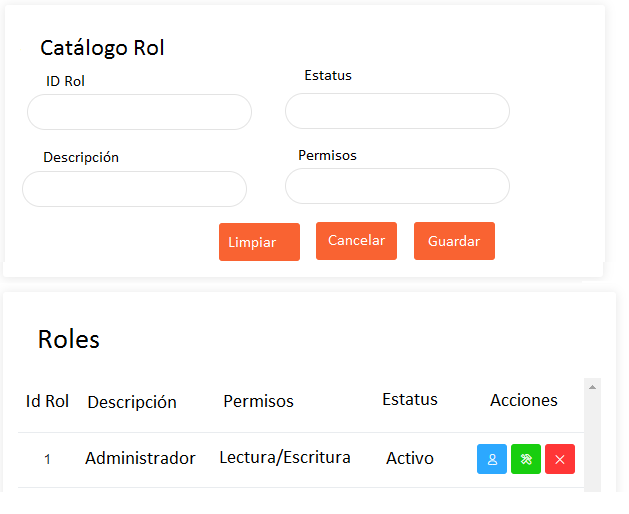 Catálogo Rol
ID Rol
Estatus
Descripción
Permisos
Limpiar
Cancelar
Guardar
Roles
Id Rol Descripción Permisos Estatus Acciones
1 Administrador Lectura/Escritura Activo